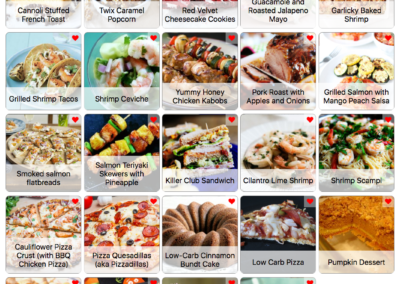 Cannoli Stuffed
French Toast
Twix Caramel
Popcorn
Red Velvet
Cheesecake Cookies
Guacamole and
Roasted Jalapeno
Mayo
Garlicky Baked
Shrimp
Grilled Shrimp Tacos
Shrimp Ceviche
Yummy Honey
Chicken Kabobs
Pork Roast with
Apples and Onions
Grilled Salmon with
Mango Peach Salsa
Smoked salmon
flatbreads
Salmon Teriyaki
Skewers with
Pineapple
Killer Club Sandwich
Cilantro Lime Shrimp
Shrimp Scampi
Cauliflower Pizza
Crust (with BBQ
Chicken Pizza)
Pizza Quesadillas
(aka Pizzadillas)
Low-Carb Cinnamon
Bundt Cake
Low Carb Pizza
Pumpkin Dessert